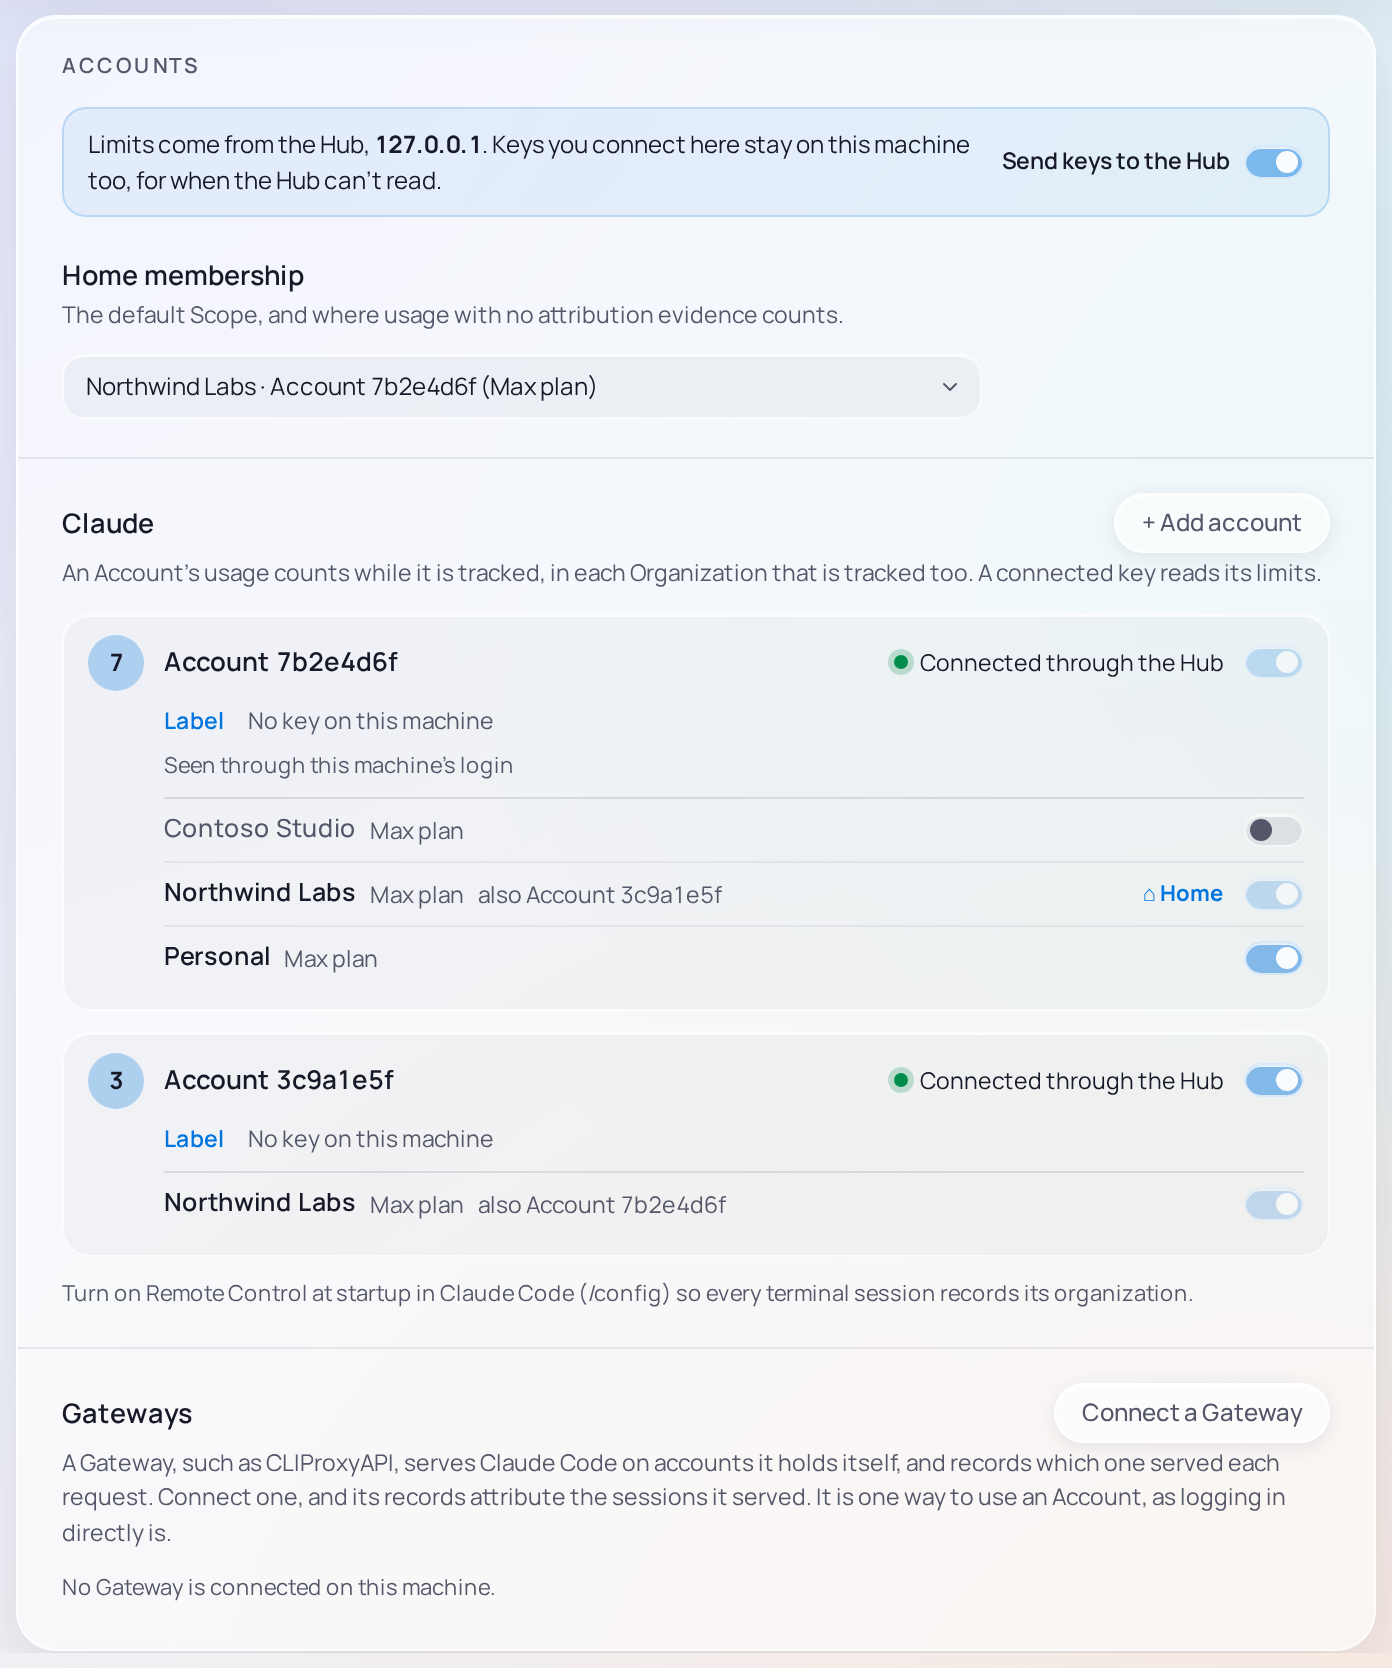 ACCOUNTS
Limits come from the Hub, 127.0.0.1. Keys you connect here stay on this machine
too, for when the Hub can’t read.
Send keys to the Hub
Home membership
The default Scope, and where usage with no attribution evidence counts.
Northwind Labs · Account 7b2e4d6f (Max plan)
Claude
+ Add account
An Account’s usage counts while it is tracked, in each Organization that is tracked too. A connected key reads its limits.
7 Account 7b2e4d6f Connected through the Hub
Label No key on this machine
Seen through this machine’s login
Contoso Studio Max plan
Northwind Labs Max plan also Account 3c9a1e5f ⌂ Home
Personal Max plan
3 Account 3c9a1e5f Connected through the Hub
Label No key on this machine
Northwind Labs Max plan also Account 7b2e4d6f
Turn on Remote Control at startup in Claude Code (/config) so every terminal session records its organization.
Gateways
Connect a Gateway
A Gateway, such as CLIProxyAPI, serves Claude Code on accounts it holds itself, and records which one served each
request. Connect one, and its records attribute the sessions it served. It is one way to use an Account, as logging in
directly is.
No Gateway is connected on this machine.